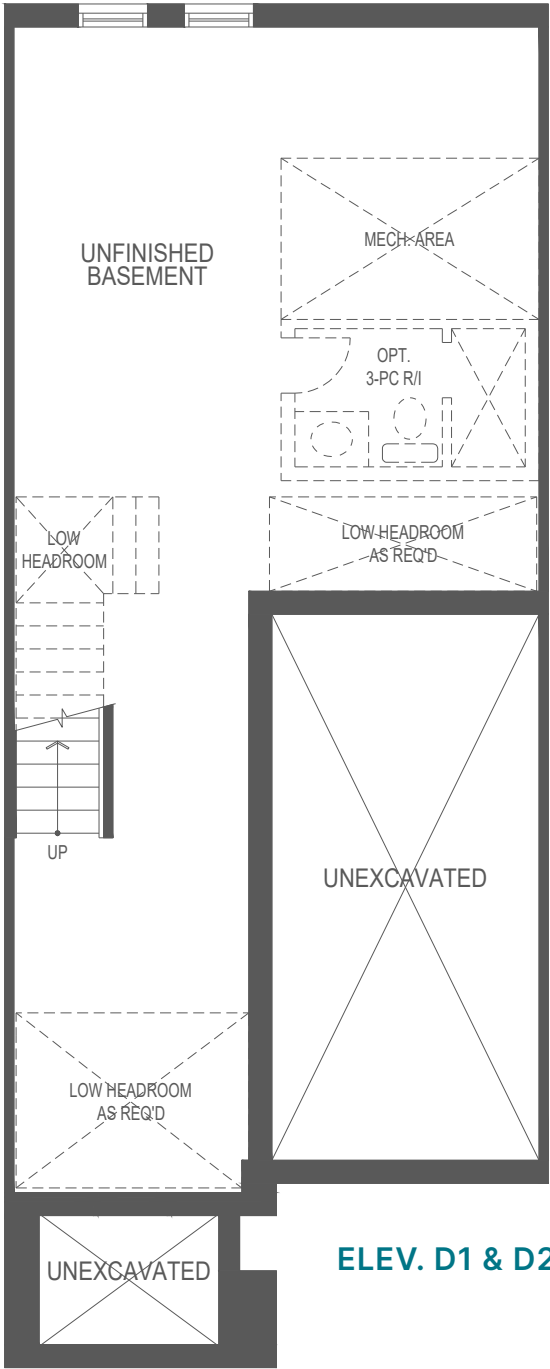 UNFINISHED
BASEMENT
MECH. AREA
OPT.
3-PC R/I
LOW
HEADROOM
LOW HEADROOM
AS REQ'D
UP
UNEXCAVATED
LOW HEADROOM
AS REQ'D
UNEXCAVATED
ELEV. D1 & D2